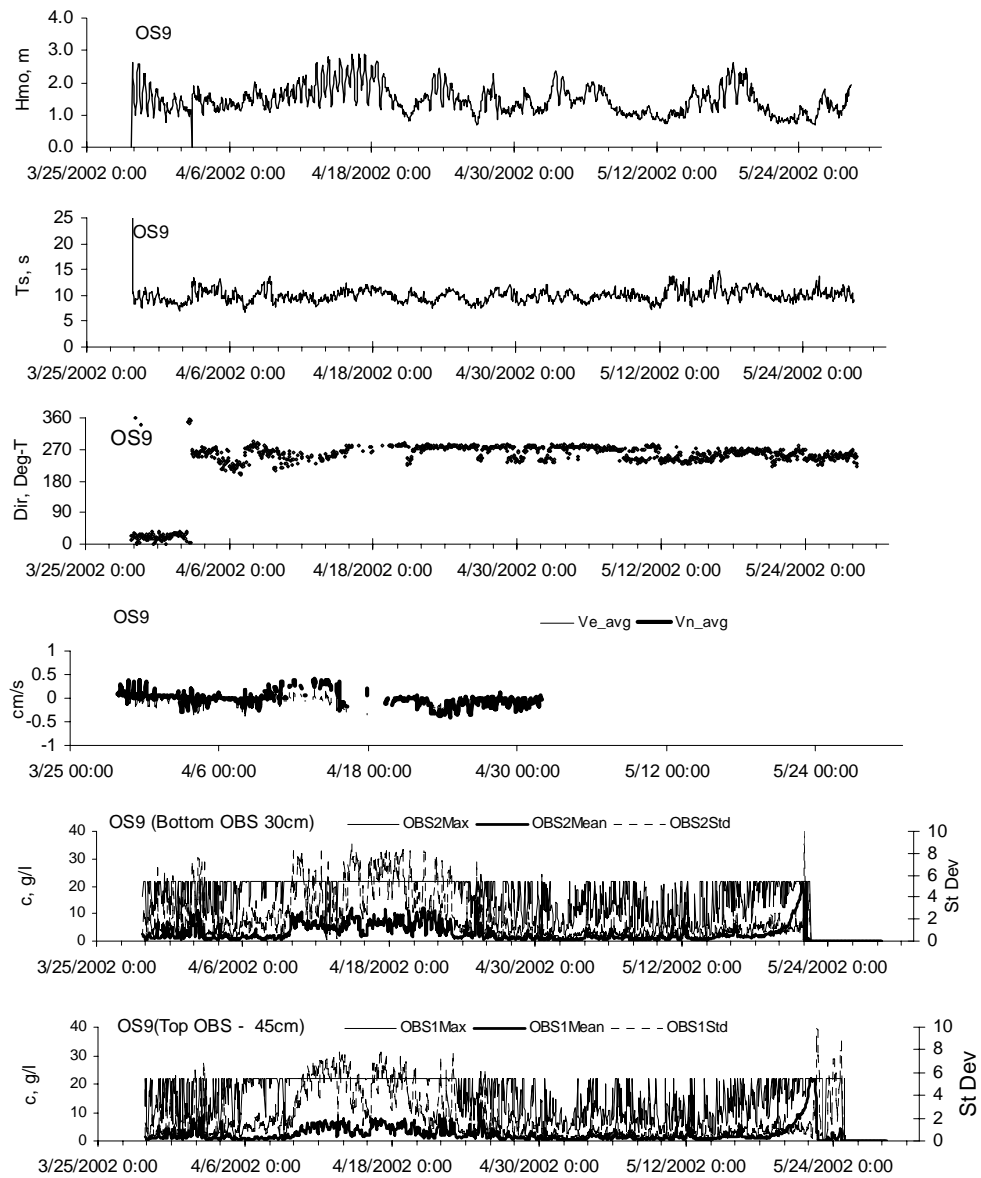 OS9
Hmo, m
4.0
3.0
2.0
1.0
0.0
3/25/2002 0:00 4/6/2002 0:00 4/18/2002 0:00 4/30/2002 0:00 5/12/2002 0:00 5/24/2002 0:00
OS9
Ts, s
25
20
15
10
5
0
3/25/2002 0:00 4/6/2002 0:00 4/18/2002 0:00 4/30/2002 0:00 5/12/2002 0:00 5/24/2002 0:00
OS9
Dir, Deg-T
360
270
180
90
0
3/25/2002 0:00 4/6/2002 0:00 4/18/2002 0:00 4/30/2002 0:00 5/12/2002 0:00 5/24/2002 0:00
OS9
Ve_avg Vn_avg
cm/s
1
0.5
0
-0.5
-1
3/25 00:00 4/6 00:00 4/18 00:00 4/30 00:00 5/12 00:00 5/24 00:00
OS9 (Bottom OBS 30cm) OBS2Max OBS2Mean OBS2Std
c, g/l
40
30
20
10
0
10
8
6
4
2
0
St Dev
3/25/2002 0:00 4/6/2002 0:00 4/18/2002 0:00 4/30/2002 0:00 5/12/2002 0:00 5/24/2002 0:00
OS9(Top OBS - 45cm) OBS1Max OBS1Mean OBS1Std
c, g/l
40
30
20
10
0
10
8
6
4
2
0
St Dev
3/25/2002 0:00 4/6/2002 0:00 4/18/2002 0:00 4/30/2002 0:00 5/12/2002 0:00 5/24/2002 0:00